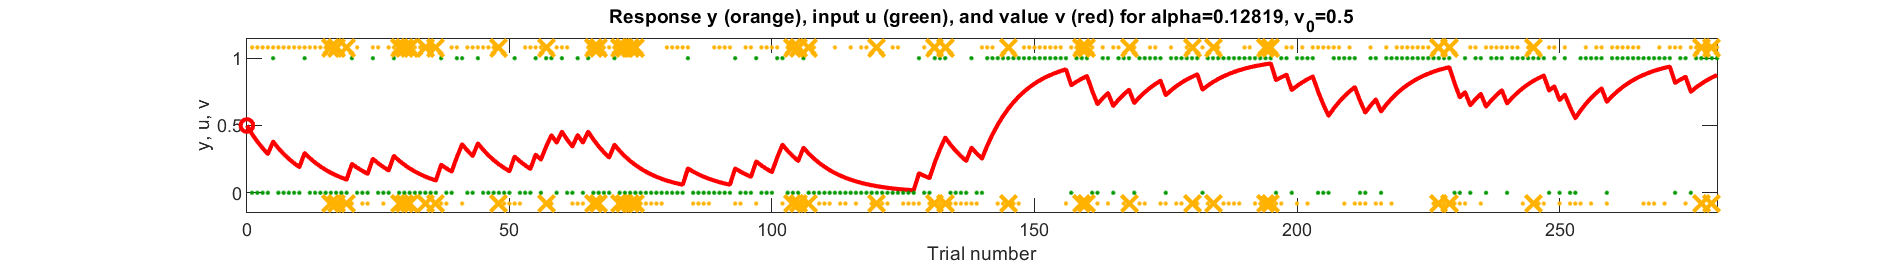 Response y (orange), input u (green), and value v (red) for alpha=0.12819, v0=0.5
y, u, v
1
0.5
0
0 50 100 150 200 250
Trial number